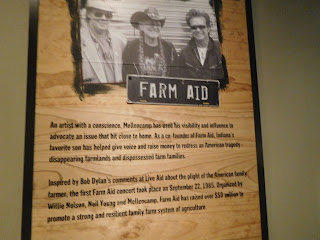 FARM AID
An artist with a conscience, Mellencamp has used his visibility and influence to
advocate an issue that hit close to home. As a co-founder of Farm Aid, Indiana's
favorite son has helped give voice and raise money to redress an American tragedy -
disappearing farmlands and dispossessed farm families.
Inspired by Bob Dylan's comments at Live Aid about the plight of the American family
farmer, the first Farm Aid concert took place on September 22, 1985. Organized by
Willie Nelson, Neil Young and Mellencamp, Farm Aid has raised over $50 million to
promote a strong and resilient family farm system of agriculture.